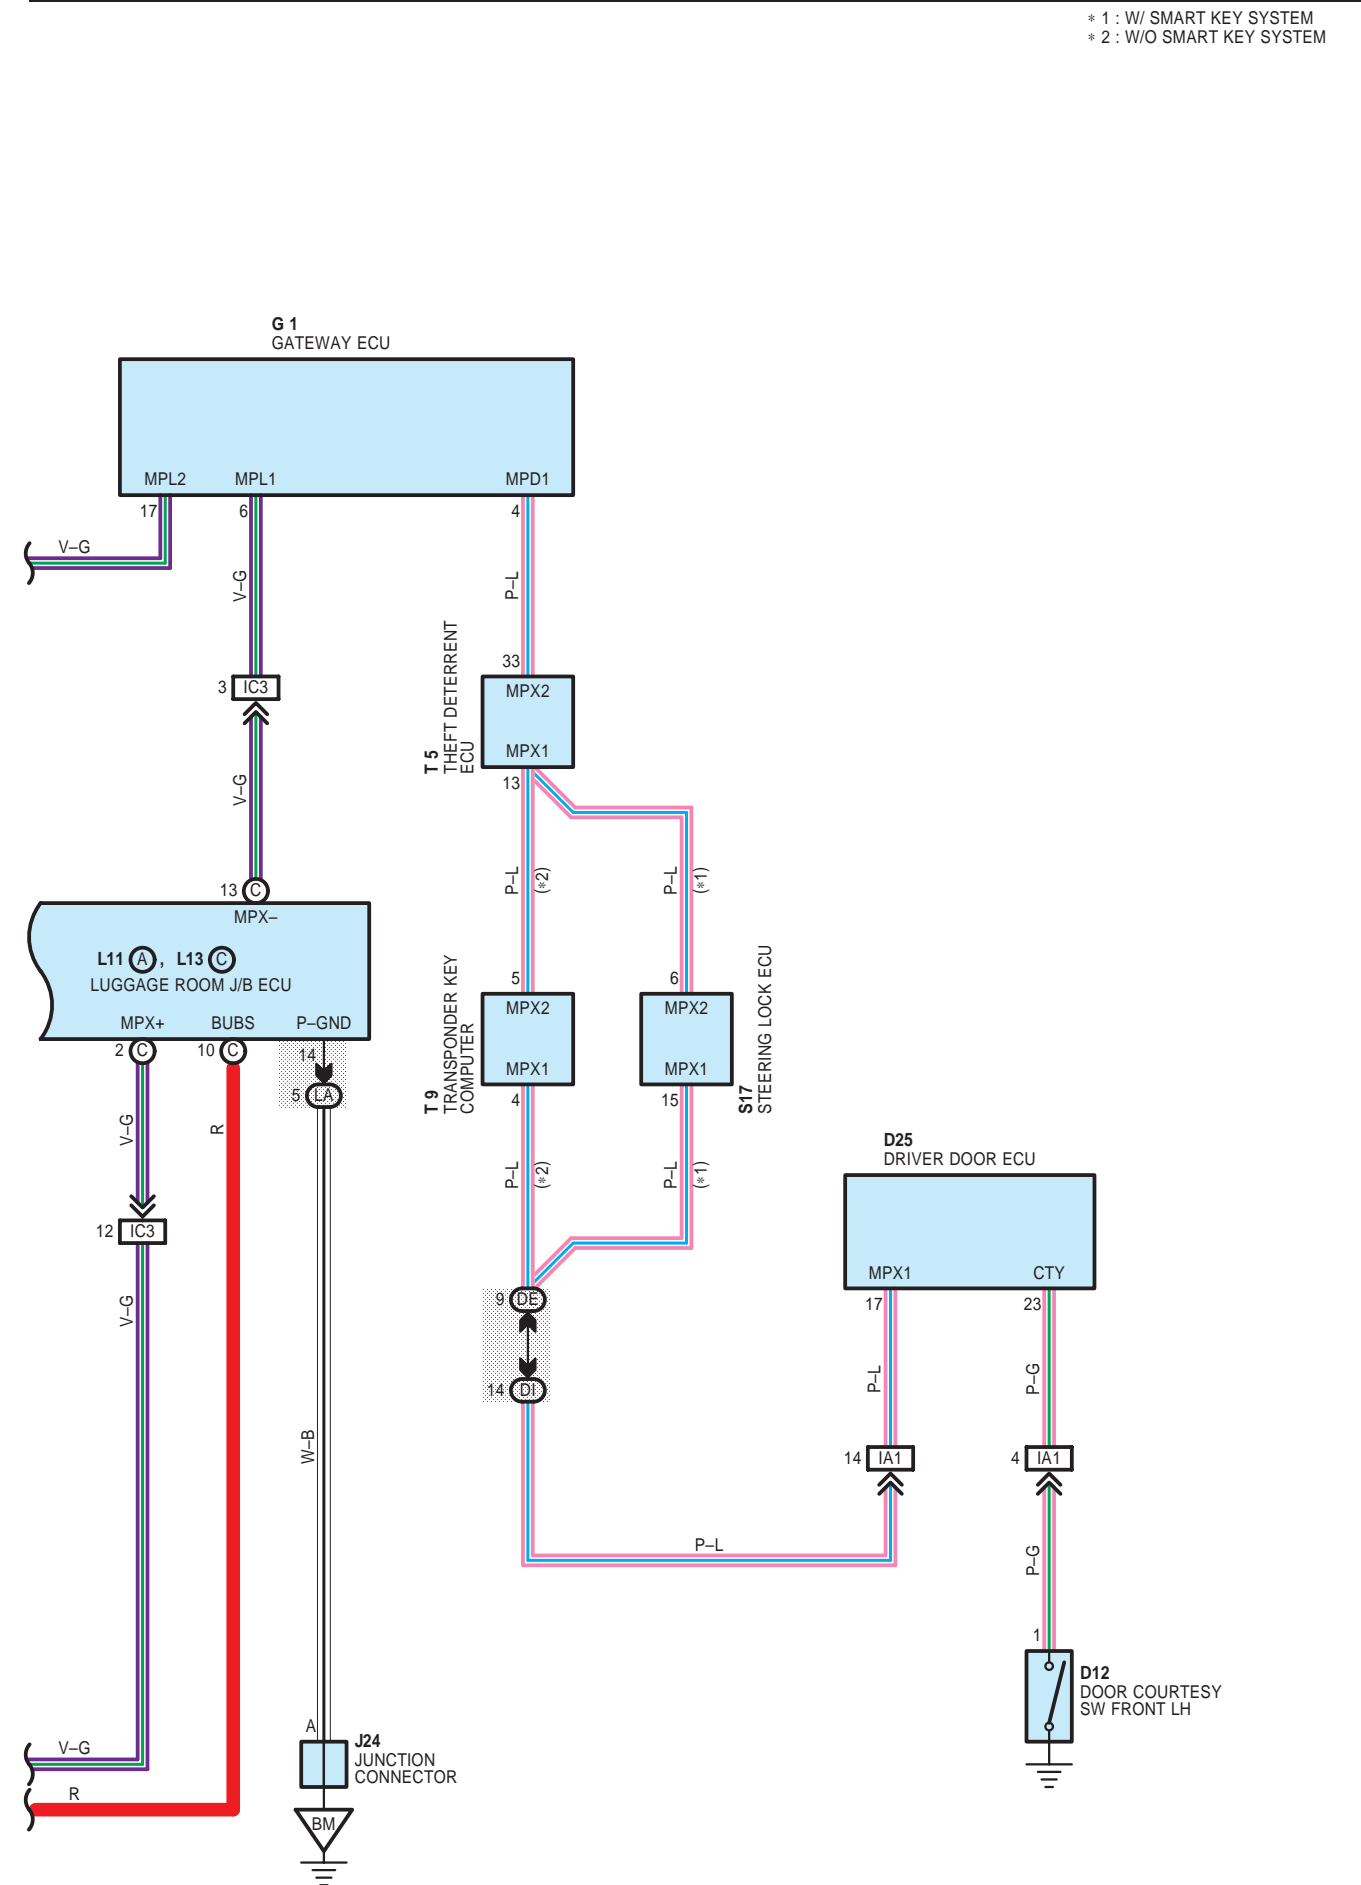 ∗ 1 : W/ SMART KEY SYSTEM
∗ 2 : W/O SMART KEY SYSTEM
G 1
GATEWAY ECU
MPL2
MPL1
MPD1
17
6
4
V–G
V–G
P–L
33
MPX2
MPX1
13
T 5
THEFT DETERRENT
ECU
3
IC3
V–G
P–L
(∗2)
P–L
(∗1)
13
C
MPX–
L11 A , L13 C
LUGGAGE ROOM J/B ECU
MPX+
BUBS
P–GND
2
C
10
C
14
5
LA
5
MPX2
MPX1
4
T 9
TRANSPONDER KEY
COMPUTER
6
MPX2
MPX1
15
S17
STEERING LOCK ECU
V–G
R
P–L
(∗2)
P–L
(∗1)
D25
DRIVER DOOR ECU
MPX1
CTY
17
23
12
IC3
V–G
9
DE
14
DI
P–L
P–G
W–B
14
IA1
4
IA1
P–L
P–G
1
D12
DOOR COURTESY
SW FRONT LH
A
J24
JUNCTION
CONNECTOR
V–G
R
BM